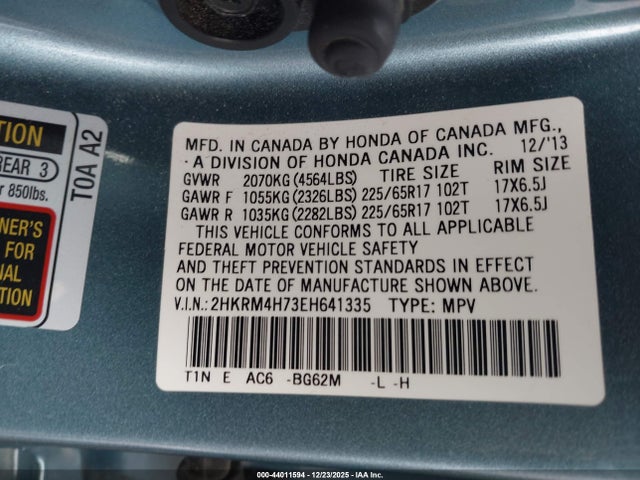 TION
REAR 3
r 850lbs.
TOA A2
NER'S
FOR
NAL
ION
MFD. IN CANADA BY HONDA OF CANADA MFG.,
A DIVISION OF HONDA CANADA INC. 12/'13
GVWR 2070KG(4564LBS) TIRE SIZE RIM SIZE
GAWR F 1055KG(2326LBS) 225/65R17 102T 17X6.5J
GAWR R 1035KG(2282LBS) 225/65R17 102T 17X6.5J
THIS VEHICLE CONFORMS TO ALL APPLICABLE
FEDERAL MOTOR VEHICLE SAFETY
AND THEFT PREVENTION STANDARDS IN EFFECT
ON THE DATE OF MANUFACTURE SHOWN ABOVE.
V.I.N.: 2HKRM4H73EH641335 TYPE: MPV
T1N E AC6 -BG62M -L -H
000-44011594 - 12/23/2025 - IAA Inc.